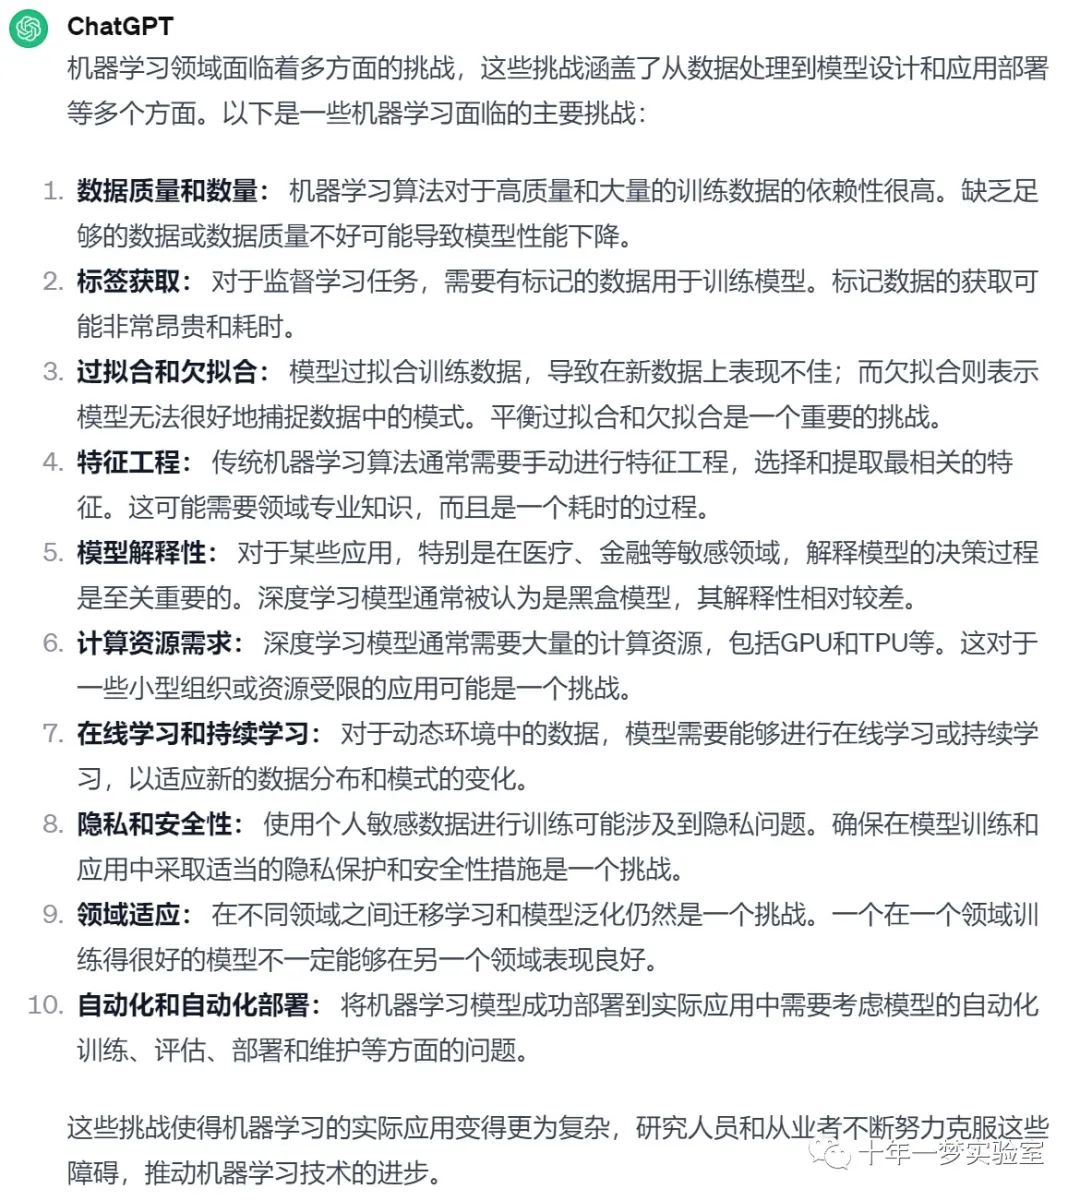 ChatGPT
机器学习领域面临着多方面的挑战，这些挑战涵盖了从数据处理到模型设计和应用部署
等多个方面。以下是一些机器学习面临的主要挑战：
1. 数据质量和数量： 机器学习算法对于高质量和大量的训练数据的依赖性很高。缺乏足
够的数据或数据质量不好可能导致模型性能下降。
2. 标签获取： 对于监督学习任务，需要有标记的数据用于训练模型。标记数据的获取可
能非常昂贵和耗时。
3. 过拟合和欠拟合： 模型过拟合训练数据，导致在新数据上表现不佳；而欠拟合则表示
模型无法很好地捕捉数据中的模式。平衡过拟合和欠拟合是一个重要的挑战。
4. 特征工程： 传统机器学习算法通常需要手动进行特征工程，选择和提取最相关的特
征。这可能需要领域专业知识，而且是一个耗时的过程。
5. 模型解释性： 对于某些应用，特别是在医疗、金融等敏感领域，解释模型的决策过程
是至关重要的。深度学习模型通常被认为是黑盒模型，其解释性相对较差。
6. 计算资源需求： 深度学习模型通常需要大量的计算资源，包括GPU和TPU等。这对于
一些小型组织或资源受限的应用可能是一个挑战。
7. 在线学习和持续学习： 对于动态环境中的数据，模型需要能够进行在线学习或持续学
习，以适应新的数据分布和模式的变化。
8. 隐私和安全性： 使用个人敏感数据进行训练可能涉及到隐私问题。确保在模型训练和
应用中采取适当的隐私保护和安全性措施是一个挑战。
9. 领域适应： 在不同领域之间迁移学习和模型泛化仍然是一个挑战。一个在一个领域训
练得很好的模型不一定能够在另一个领域表现良好。
10. 自动化和自动化部署： 将机器学习模型成功部署到实际应用中需要考虑模型的自动化
训练、评估、部署和维护等方面的问题。
这些挑战使得机器学习的实际应用变得更为复杂，研究人员和从业者不断努力克服这些
障碍，推动机器学习技术的进步。
十年一梦实验室